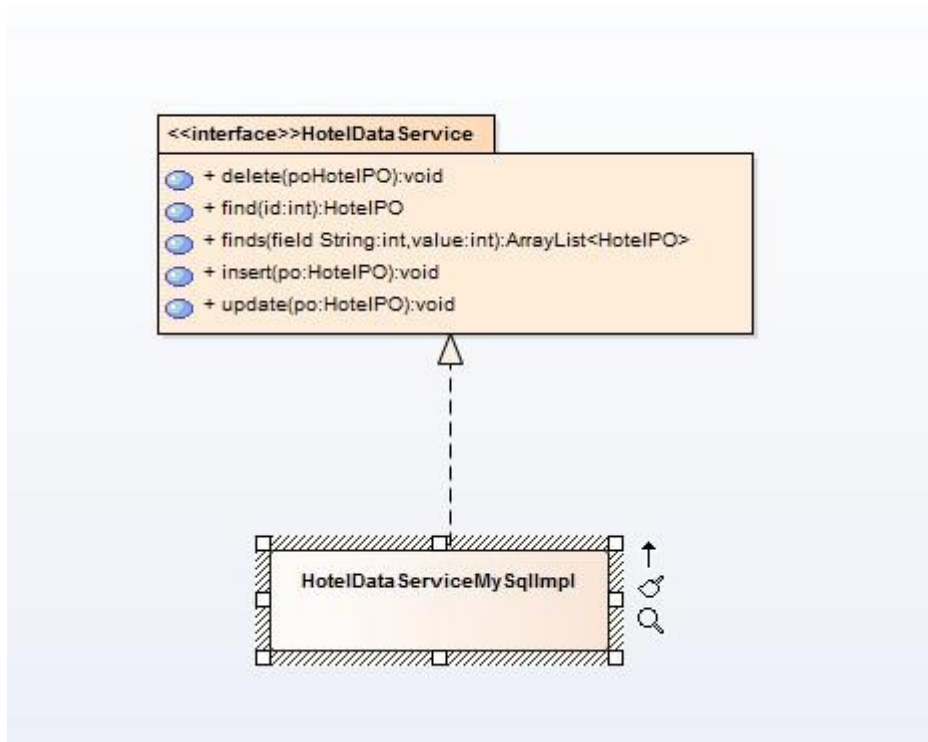 <<interface>>HotelDataService
+ delete(poHotelPO):void
+ find(id:int):HotelPO
+ finds(field String:int,value:int):ArrayList<HotelPO>
+ insert(po:HotelPO):void
+ update(po:HotelPO):void
HotelDataServiceMySqlImpl